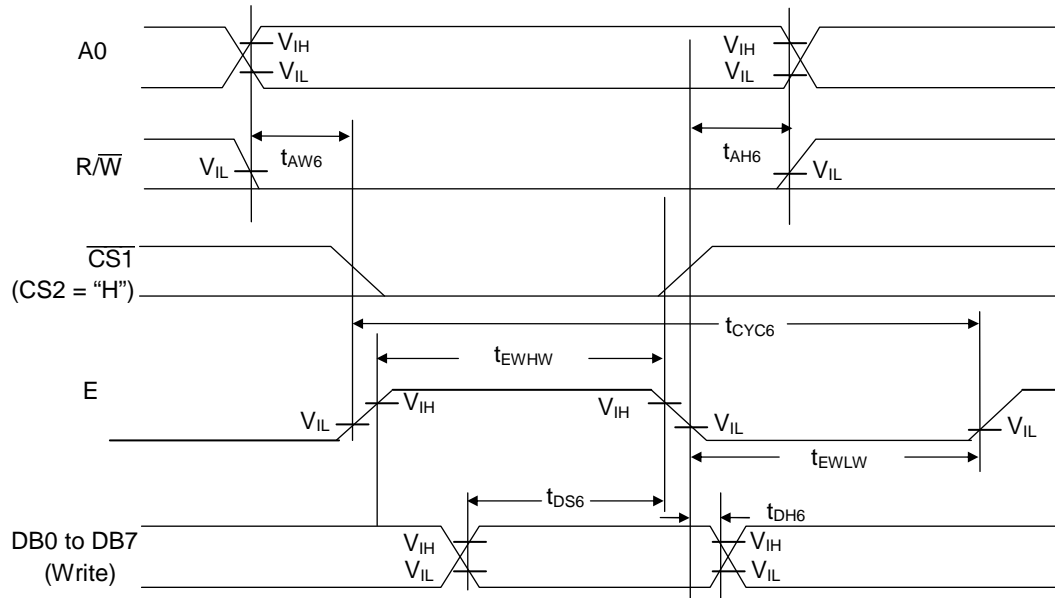 A0
VIH
VIL
VIH
VIL
tAW6
tAH6
R/W
VIL
VIL
CS1
(CS2 = “H”)
tCYC6
tEWHW
E
VIL
VIH
VIH
VIL
VIL
tEWLW
tDS6
tDH6
DB0 to DB7
(Write)
VIH
VIL
VIH
VIL